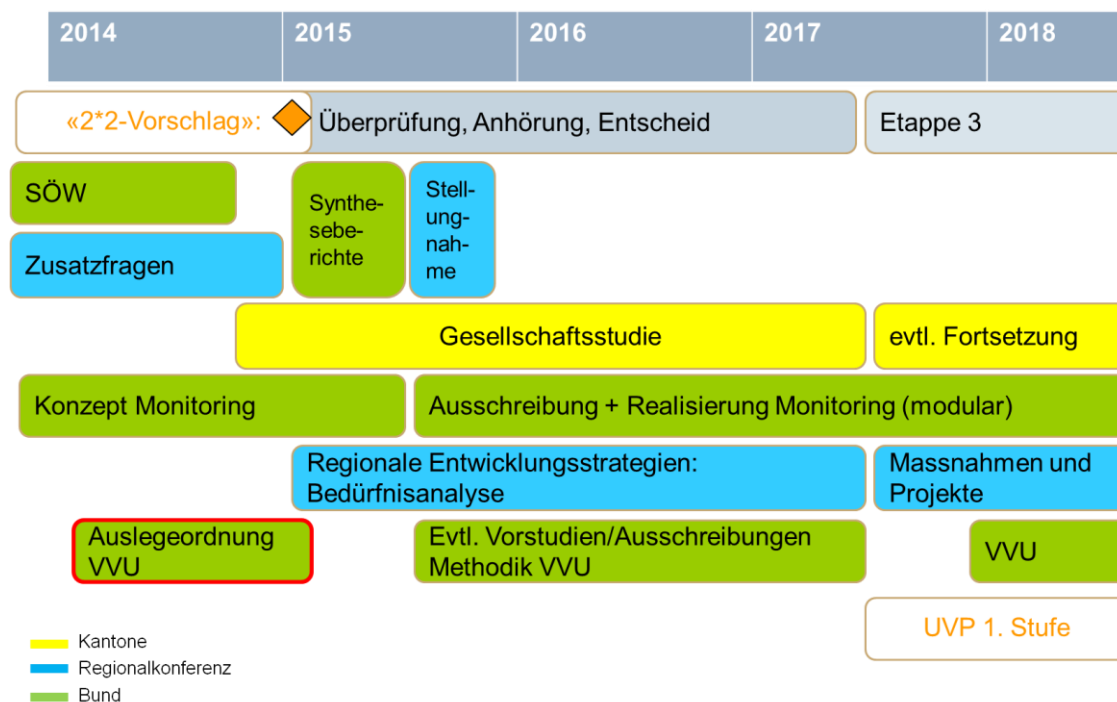 2014 2015 2016 2017 2018
«2*2-Vorschlag»: Überprüfung, Anhörung, Entscheid Etappe 3
SÖW
Synthe-
sebe-
richte
Stell-
ung-
nah-
me
Zusatzfragen
Gesellschaftsstudie evtl. Fortsetzung
Konzept Monitoring Ausschreibung + Realisierung Monitoring (modular)
Regionale Entwicklungsstrategien:
Bedürfnisanalyse
Massnahmen und
Projekte
Auslegeordnung
VVU
Evtl. Vorstudien/Ausschreibungen
Methodik VVU
VVU
UVP 1. Stufe
Kantone
Regionalkonferenz
Bund